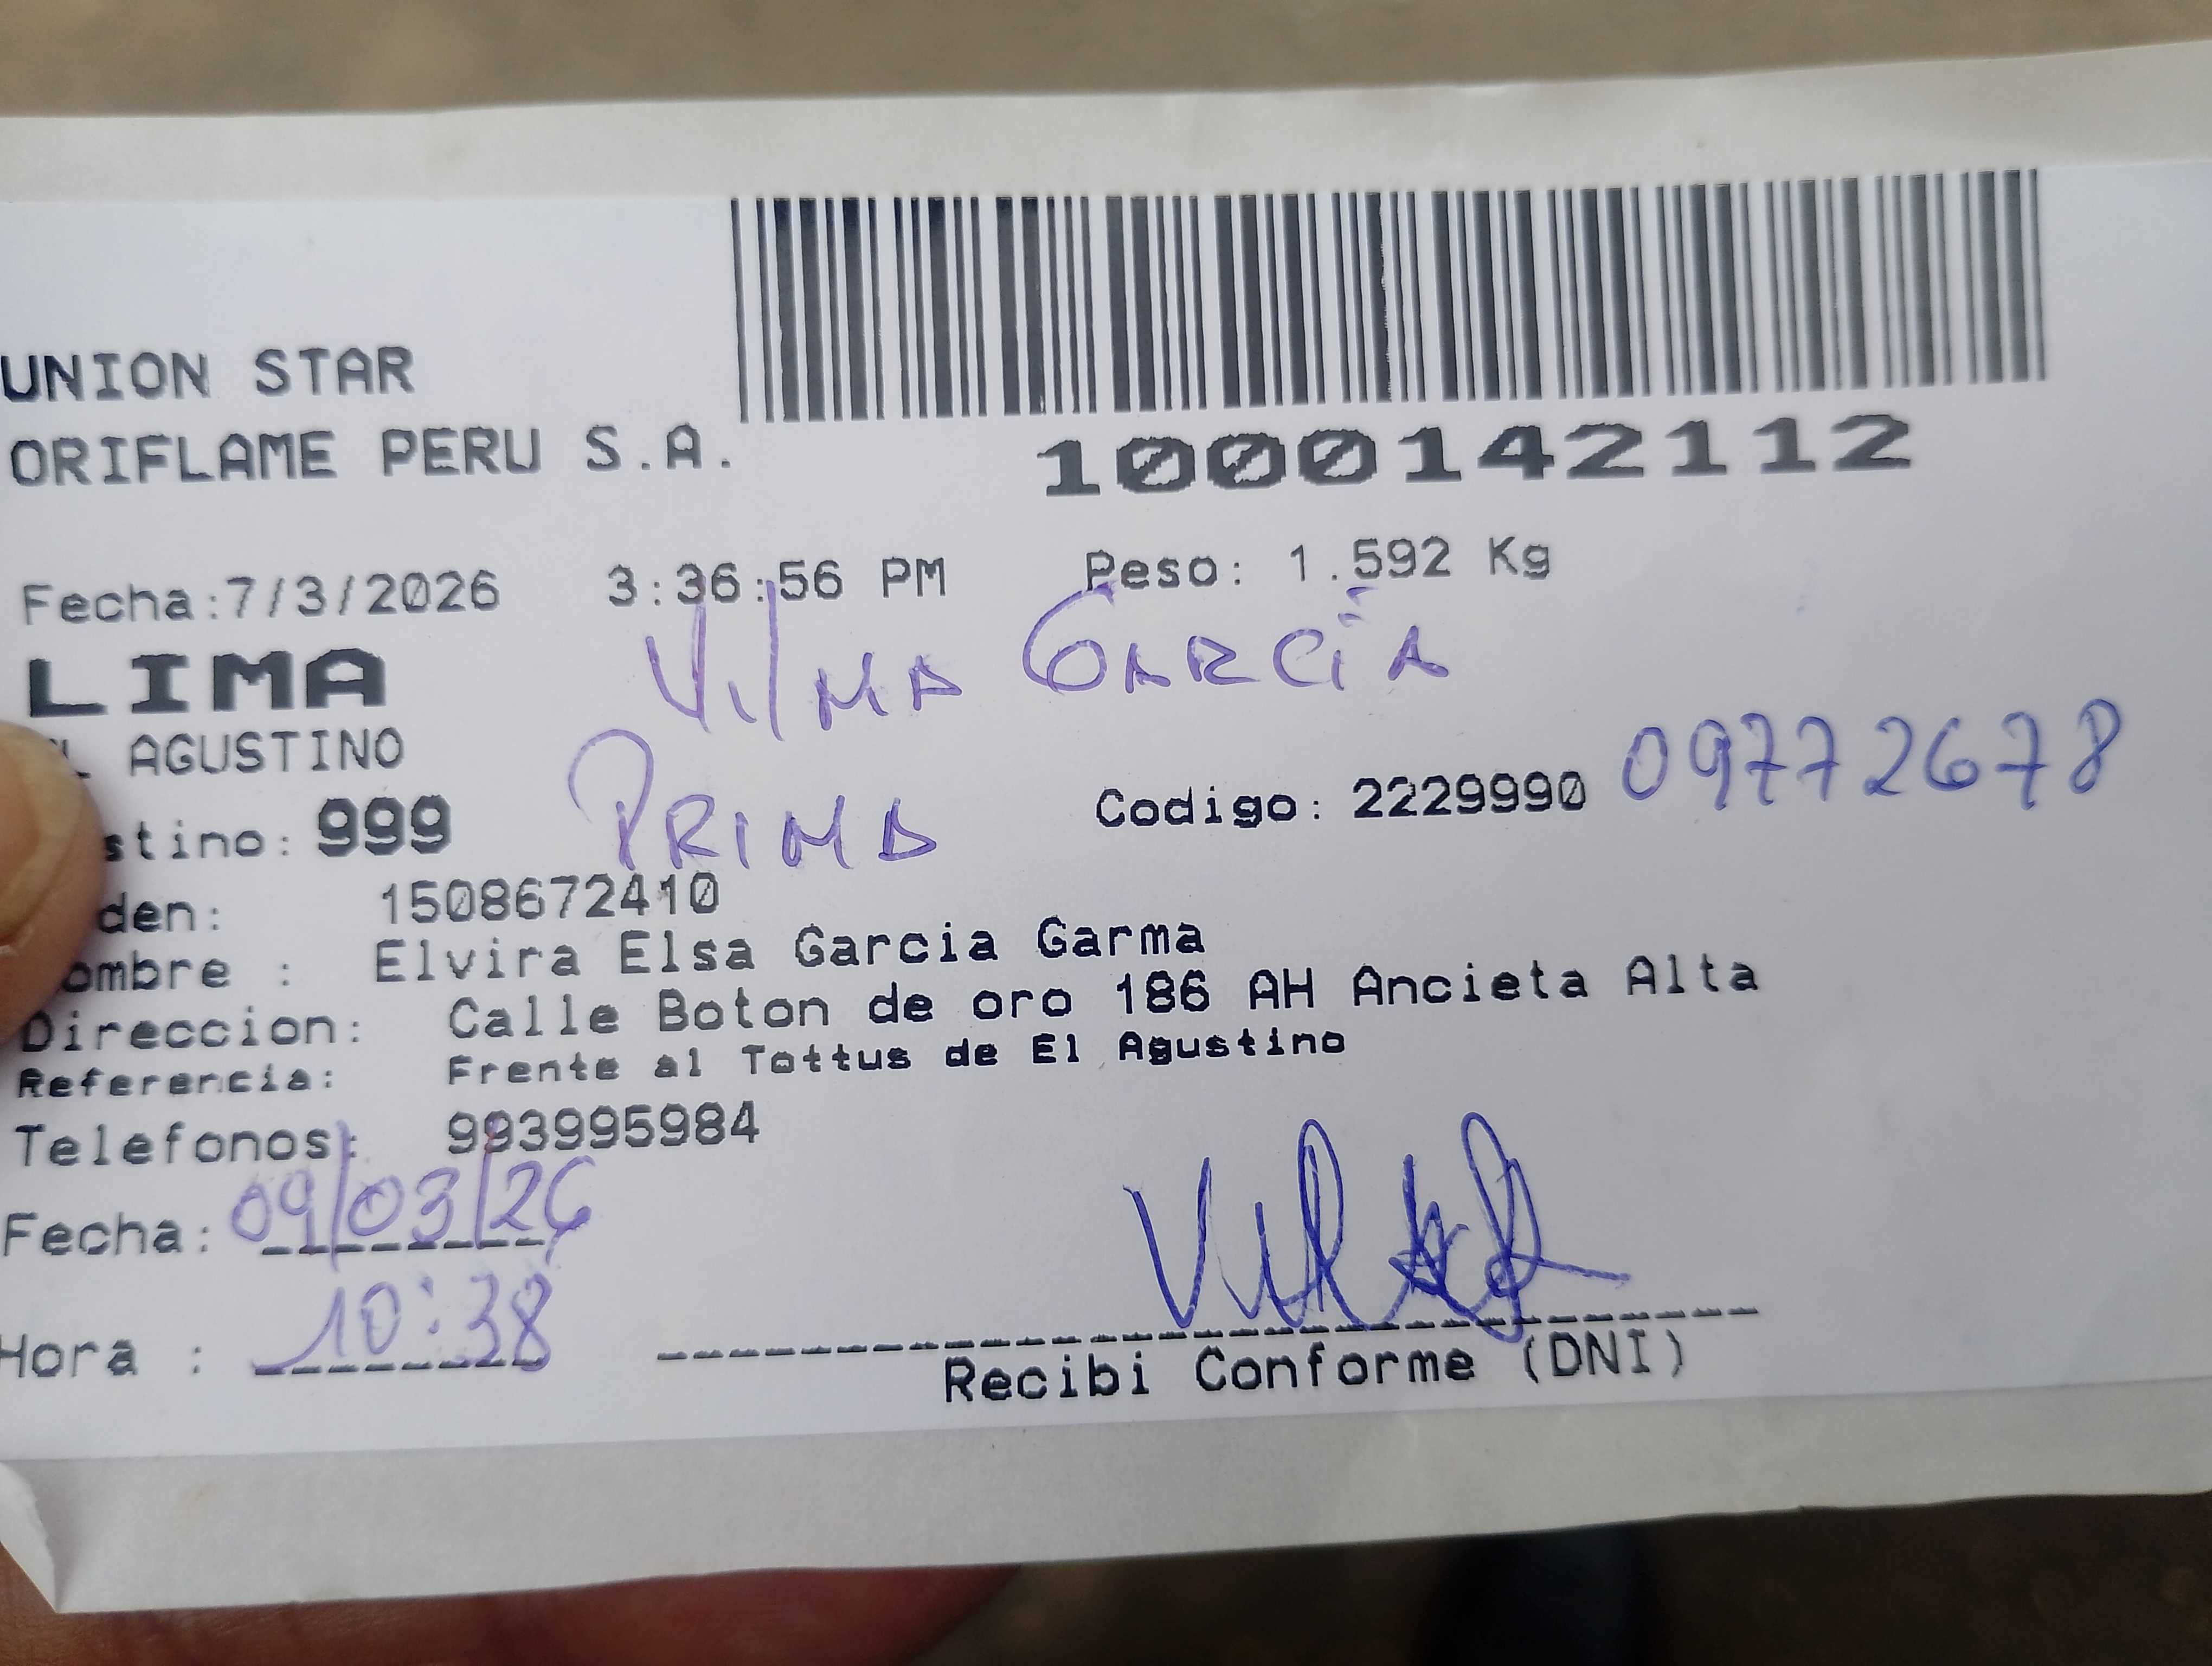 UNION STAR
ORIFLAME PERU S.A.
1000142112
Fecha:7/3/2026 3:36:56 PM Peso: 1.592 Kg
LIMA VilMA GARCÍA
L AGUSTINO
stino: 999 PRIMA Codigo: 2229990 09772678
den: 1508672410
ombre : Elvira Elsa Garcia Garma
Direccion: Calle Boton de oro 186 AH Ancieta Alta
Referencia: Frente al Tottus de El Agustino
Telefonos: 993995984
Fecha: 09/03/26
Hora : 10:38
Recibi Conforme (DNI)